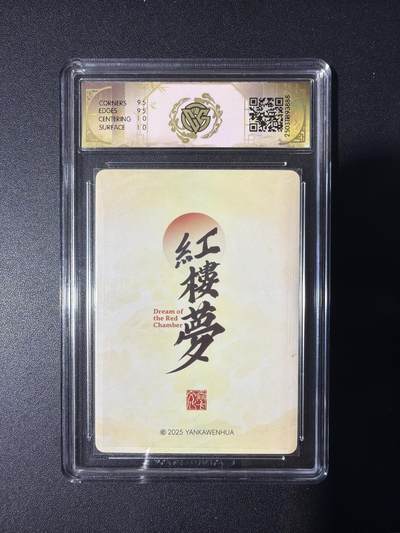 CORNERS 9.5
EDGES 9.5
CENTERING 10
SURFACE 10
紅樓夢
Dream of
the Red
Chamber
© 2025 YANKAWENHUA